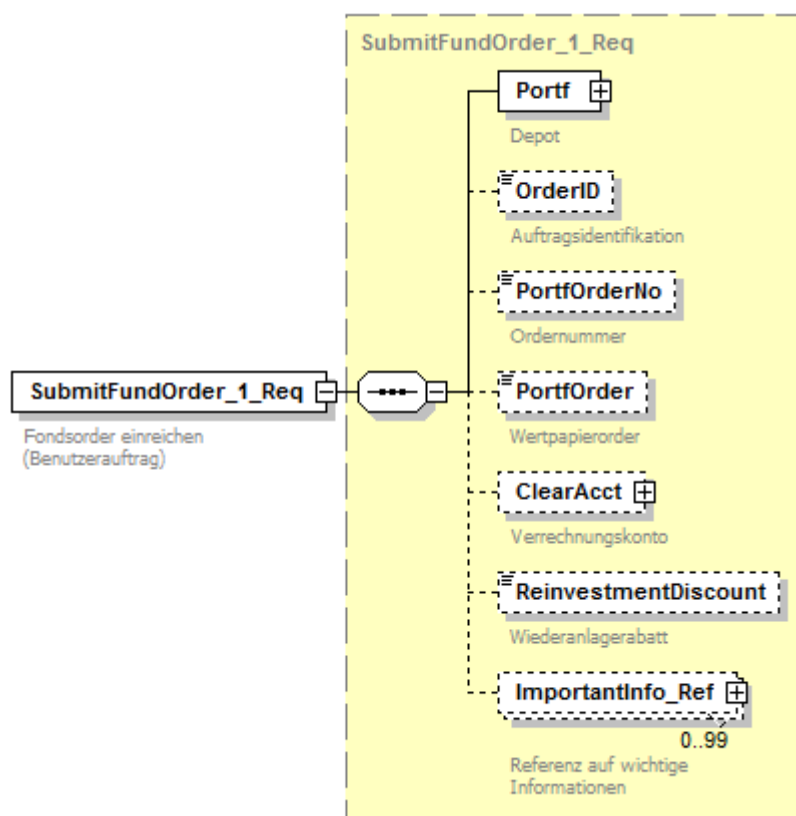 SubmitFundOrder_1_Req
Portf
Depot
OrderID
Auftragsidentifikation
PortfOrderNo
Ordernummer
SubmitFundOrder_1_Req
Fondsorder einreichen
(Benutzerauftrag)
PortfOrder
Wertpapierorder
ClearAcct
Verrechnungskonto
ReinvestmentDiscount
Wiederanlagerabatt
ImportantInfo_Ref
0..99
Referenz auf wichtige
Informationen